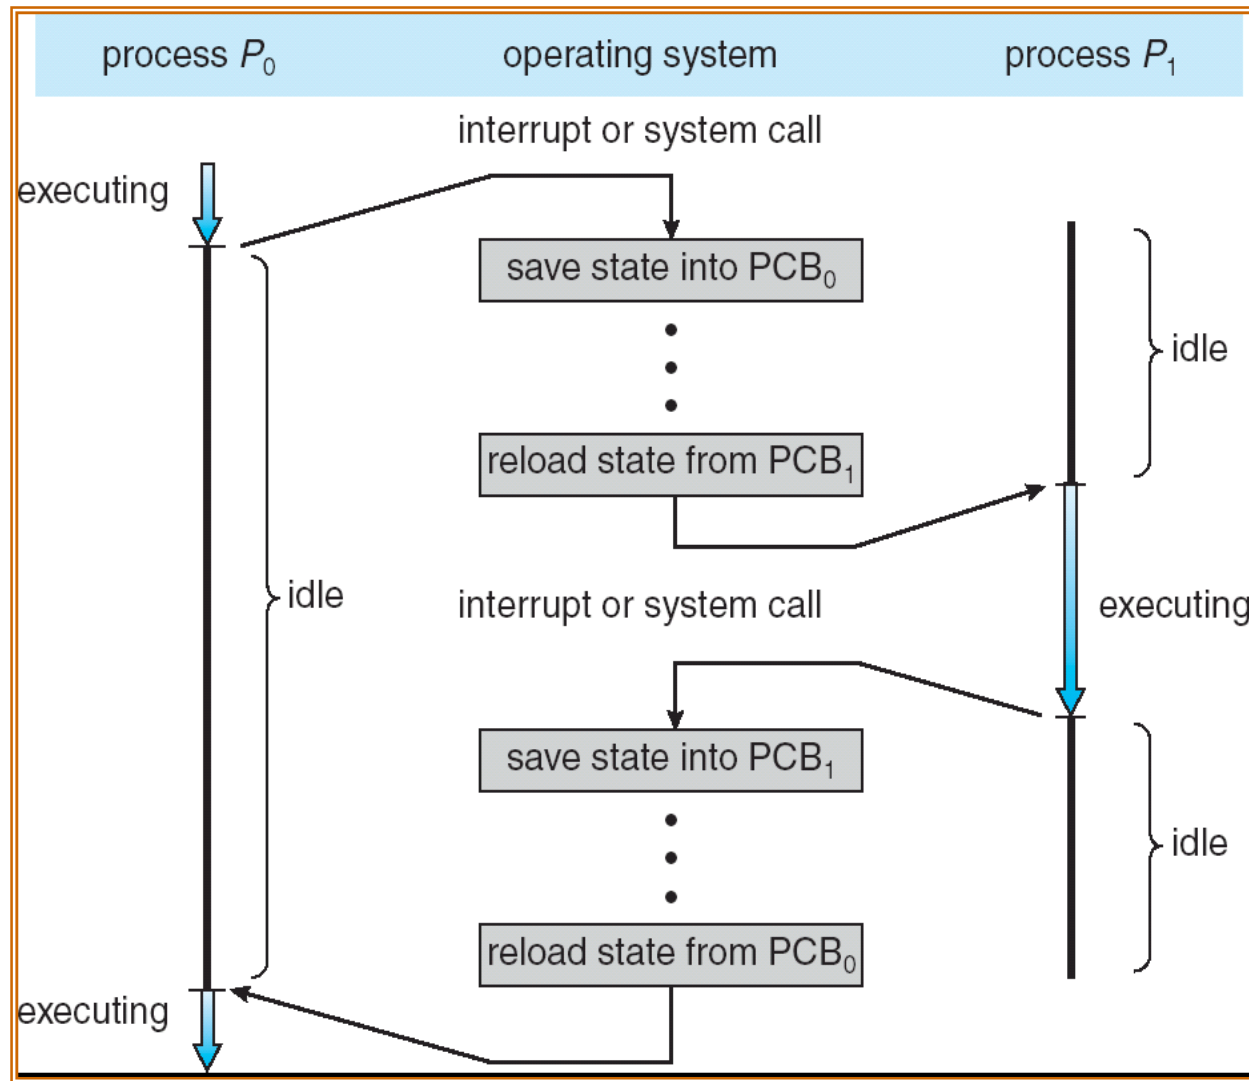 process P0
operating system
process P1
interrupt or system call
executing
save state into PCB0
idle
reload state from PCB1
idle
interrupt or system call
executing
save state into PCB1
idle
reload state from PCB0
executing